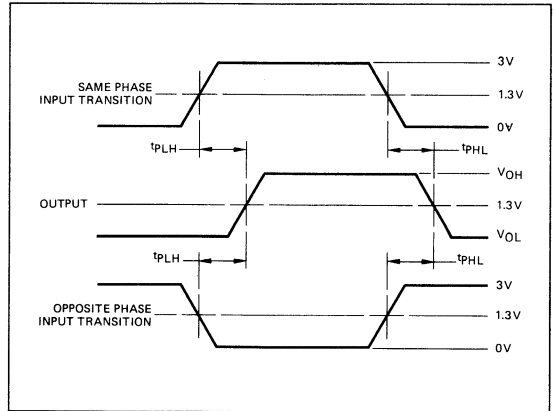 3V
SAME PHASE
INPUT TRANSITION
1.3V
0V
tPLH
tPHL
VOH
OUTPUT
1.3V
VOL
tPLH
tPHL
3V
OPPOSITE PHASE
INPUT TRANSITION
1.3V
0V